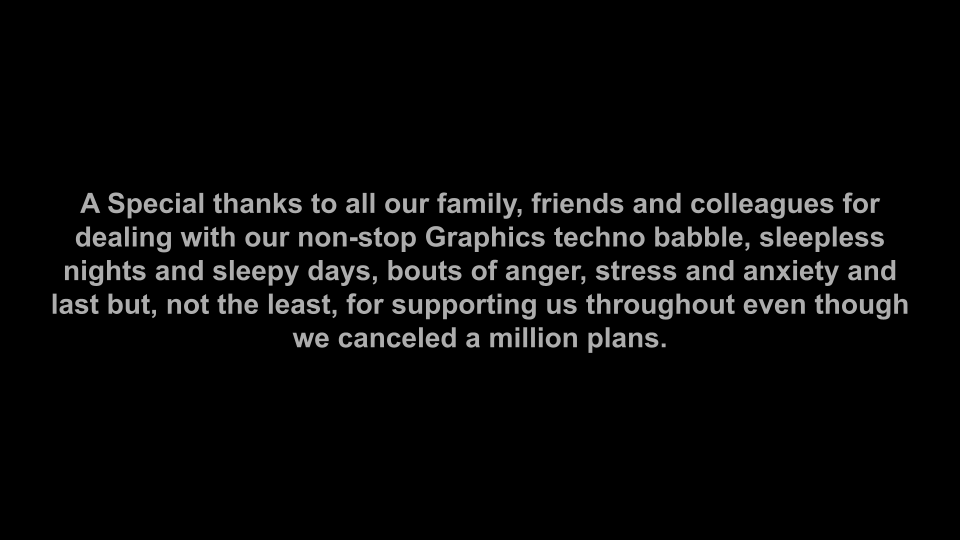 A Special thanks to all our family, friends and colleagues for
dealing with our non-stop Graphics techno babble, sleepless
nights and sleepy days, bouts of anger, stress and anxiety and
last but, not the least, for supporting us throughout even though
we canceled a million plans.